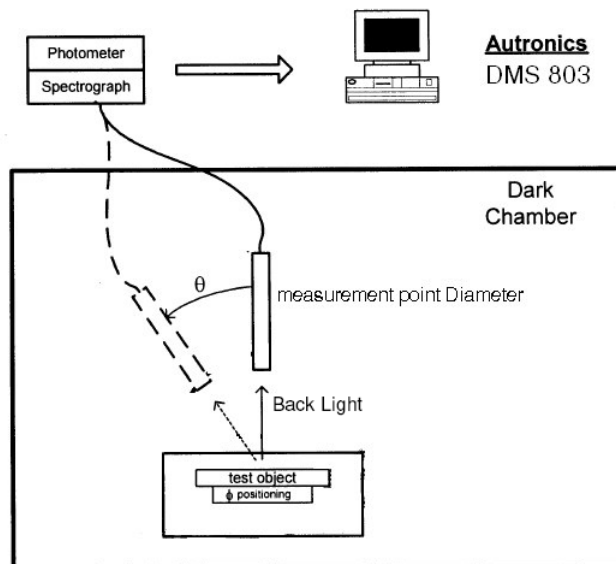 Photometer
Spectrograph
Autronics
DMS 803
Dark
Chamber
θ
measurement point Diameter
Back Light
test object
ϕ positioning